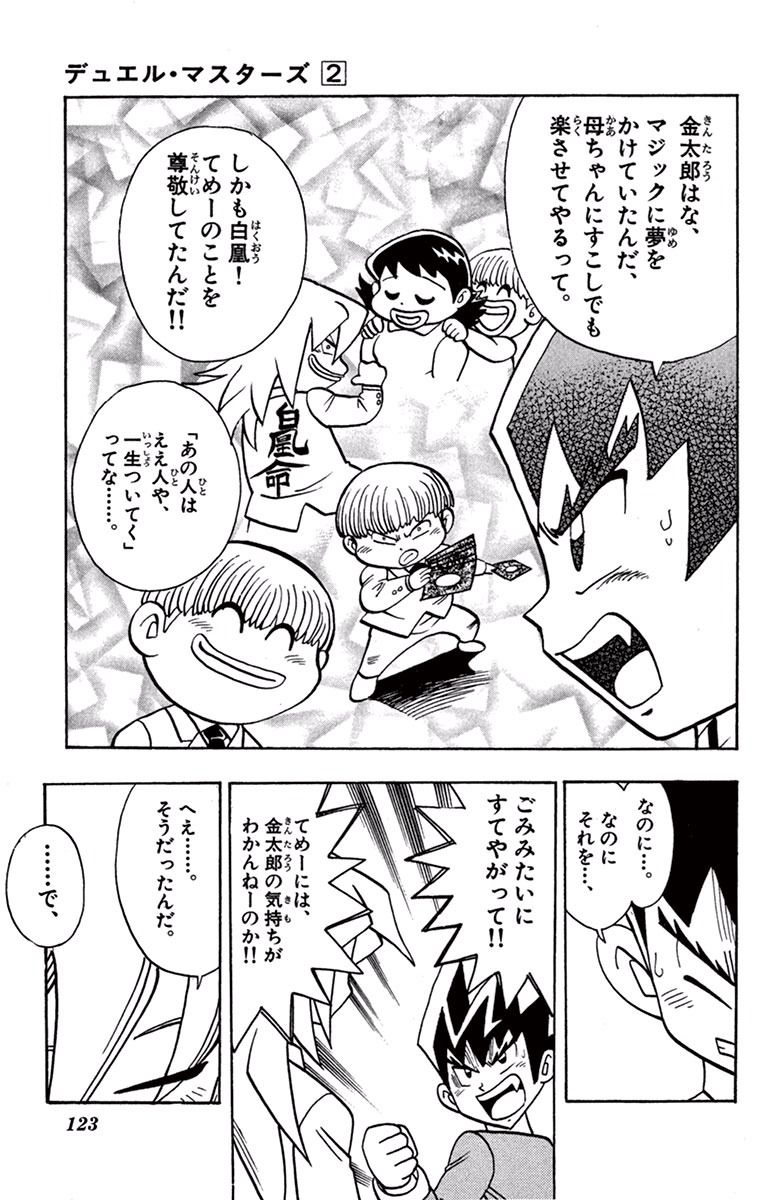 デュエル・マスターズ 2
金太郎はな、
マジックに夢を
かけていたんだ、
母ちゃんにすこしでも
楽させてやるって。
しかも白凰!
てめーのことを
尊敬してたんだ!!
白凰命
「あの人は
ええ人や、
一生ついてく」
ってな……。
なのに…。
なのに
それを…、
ごみみたいに
すてやがって!!
てめーには、
金太郎の気持ちが
わかんねーのか!!
へえ……。
そうだったんだ。
……で、
123